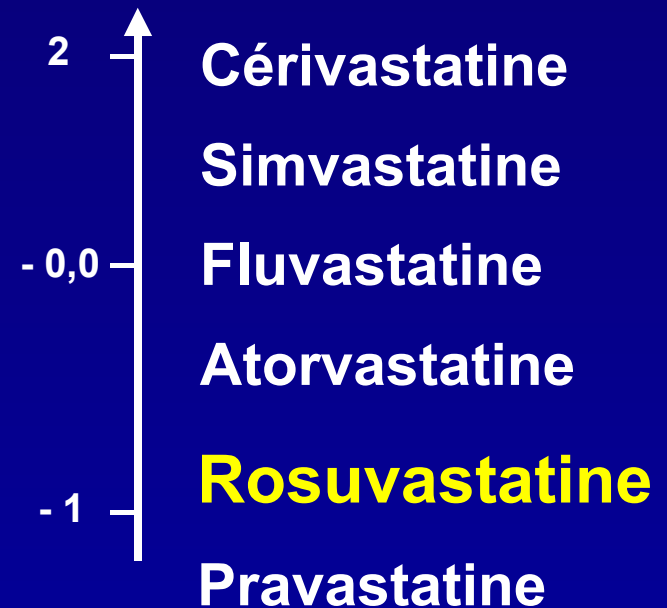 2
Cérivastatine
Simvastatine
- 0,0
Fluvastatine
Atorvastatine
Rosuvastatine
- 1
Pravastatine